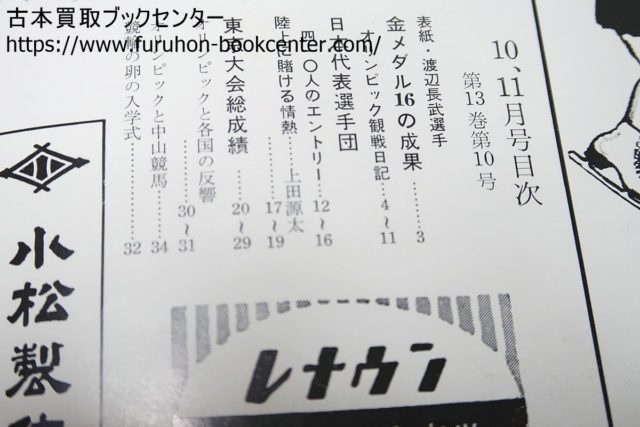 古本買取ブックセンター
https://www.furuhon-bookcenter.com/
10、11月号目次
第13巻第10号
表紙・渡辺長武選手………3
金メダル16の成果
オリンピック観戦日記……4〜11
日本代表選手団
四一〇人のエントリー……12〜16
陸上に賭ける情熱……上田源太 17〜19
東京大会総成績…………20〜29
オリンピックと各国の反響……30〜31
オリンピックと中山競馬………34
競輪の卵の入学式………32
小松製
レナウン